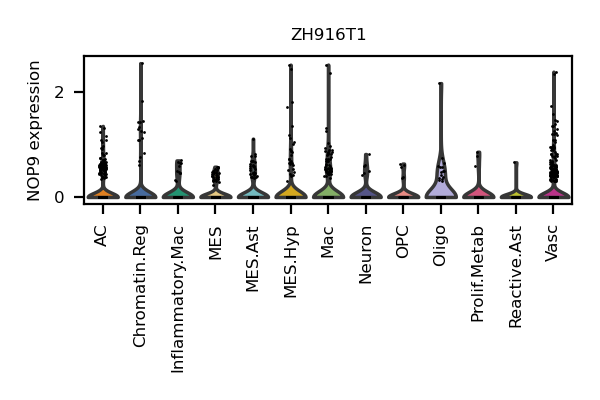 ZH916T1
NOP9 expression
2
0
AC
Chromatin.Reg
Inflammatory.Mac
MES
MES.Ast
MES.Hyp
Mac
Neuron
OPC
Oligo
Prolif.Metab
Reactive.Ast
Vasc